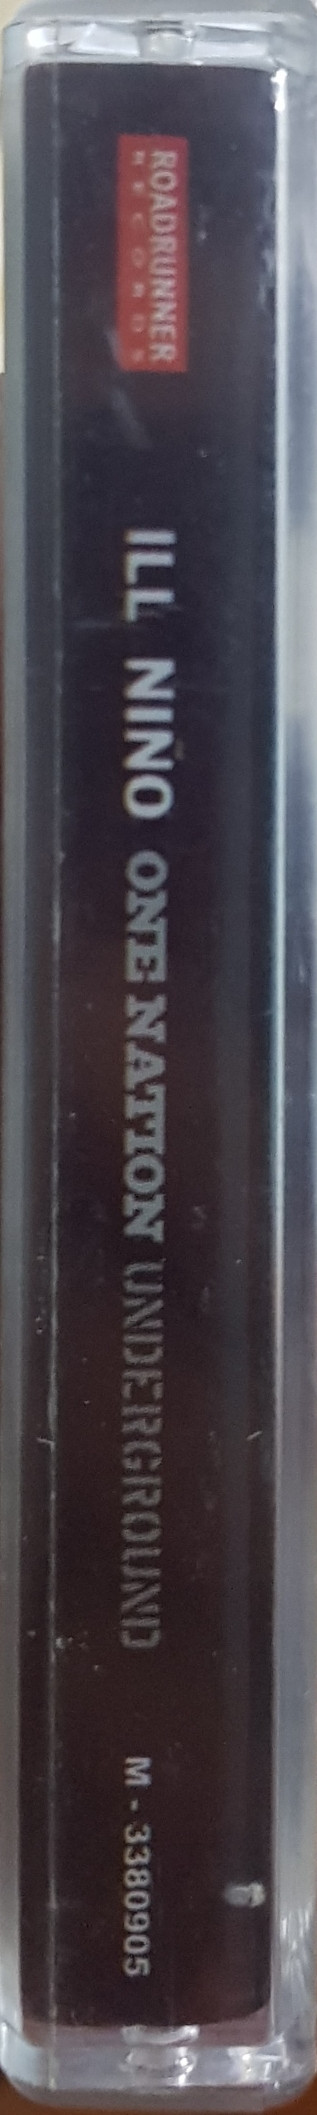 ROADRUNNER
RECORDS
ILL NIÑO ONE NATION UNDERGROUND
M - 3380905